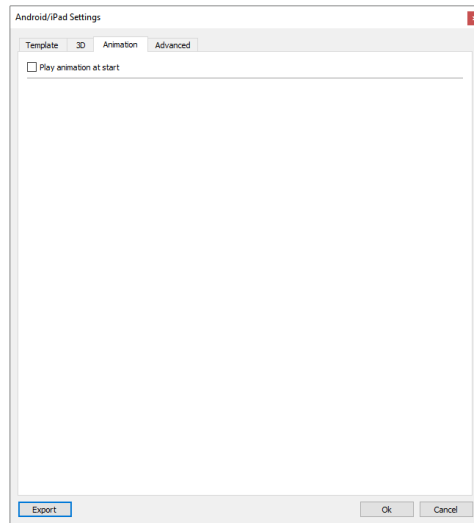 Android/iPad Settings
Template 3D Animation Advanced
Play animation at start
Export Ok Cancel